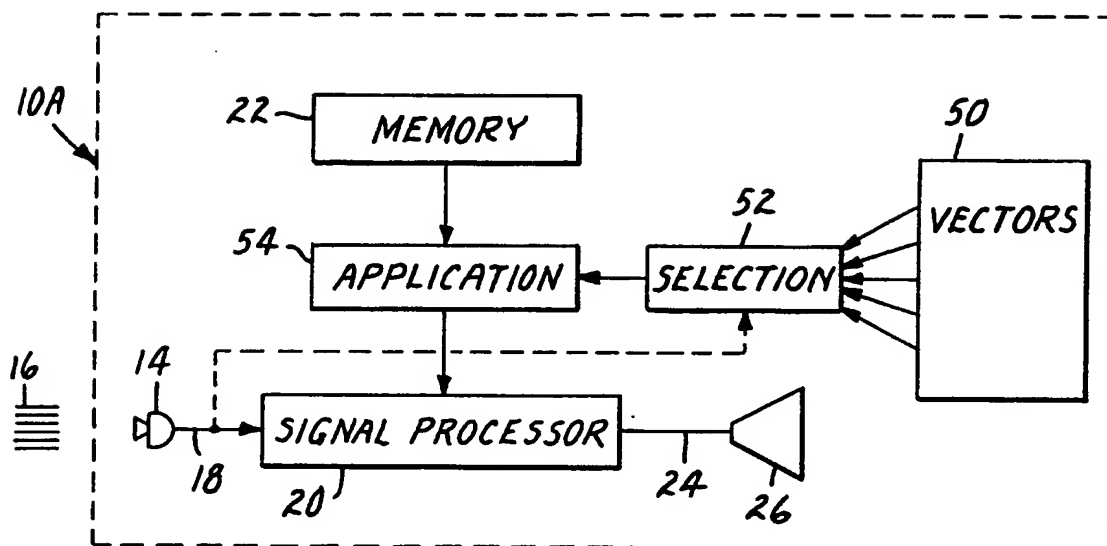 10A
22
MEMORY
50
VECTORS
52
SELECTION
54
APPLICATION
16
14
18
SIGNAL PROCESSOR
20
24
26